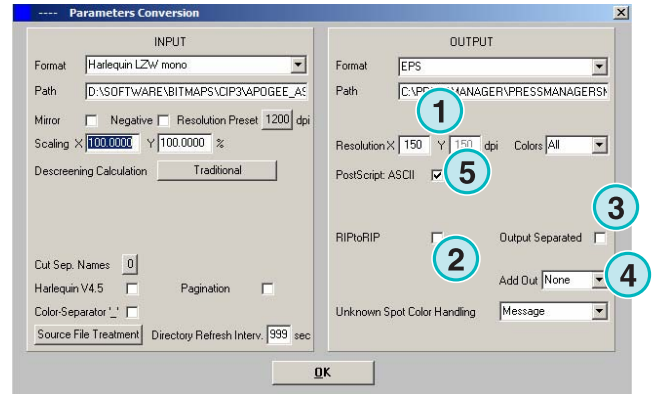 ---- Parameters Conversion
INPUT
Format Harlequin LZW mono
Path D:\SOFTWARE\BITMAPS\CIP3\APOGEE_AS
Mirror Negative Resolution Preset 1200 dpi
Scaling X 100.0000 Y 100.0000 %
Descreening Calculation Traditional
Cut Sep. Names 0
Harlequin V4.5 Pagination
Color-Separator '_'
Source File Treatment Directory Refresh Interv. 999 sec
OUTPUT
Format EPS
Path MANAGER\PRESSMANAGERSM
1
Resolution X 150 Y 150 dpi Colors All
PostScript: ASCII 5
3
RIPtoRIP Output Separated
2
Add Out None 4
Unknown Spot Color Handling Message
OK